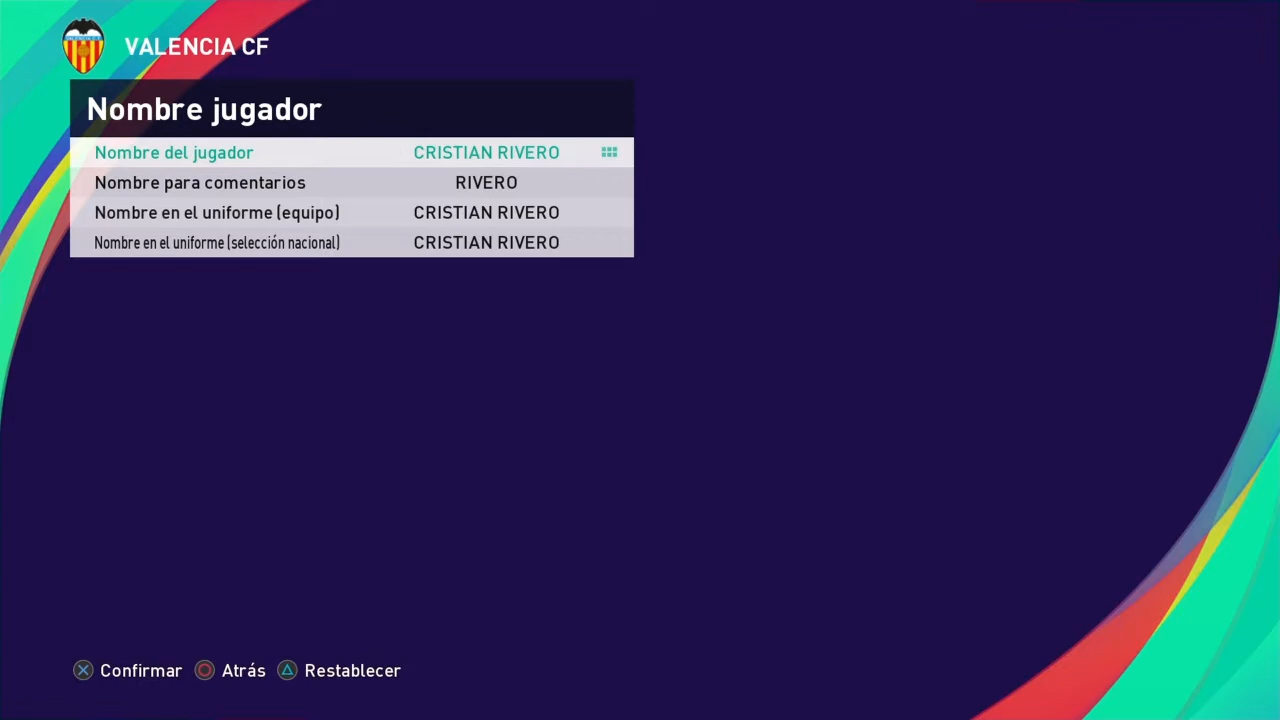 VALENCIA CF
Nombre jugador
Nombre del jugador CRISTIAN RIVERO
Nombre para comentarios RIVERO
Nombre en el uniforme (equipo) CRISTIAN RIVERO
Nombre en el uniforme (selección nacional) CRISTIAN RIVERO
Confirmar Atrás Restablecer